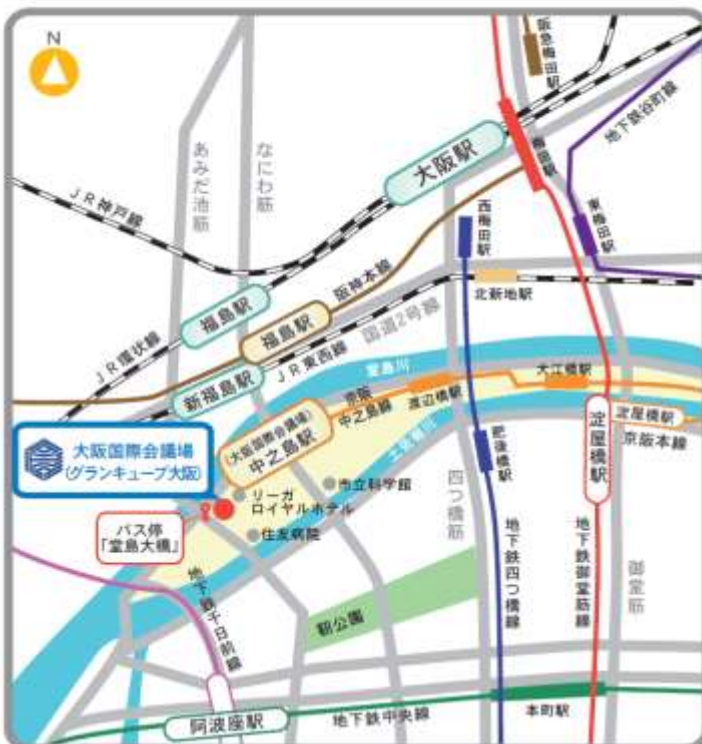 N
阪急梅田駅
地下鉄谷町線
梅田駅
大阪駅
なにわ筋
あみだ池筋
JR神戸線
西梅田駅
東梅田駅
阪神本線
福島駅
北新地駅
福島駅
国道2号線
JR環状線
JR東西線
新福島駅
堂島川
大江橋駅
京阪
中之島線
渡辺橋駅
(大阪国際会議場)
中之島駅
淀屋橋駅
淀屋橋駅
京阪本線
土佐堀川
肥後橋駅
大阪国際会議場
(グランキューブ大阪)
市立科学館
四つ橋筋
リーガ
ロイヤルホテル
バス停
「堂島大橋」
住友病院
地下鉄四つ橋線
地下鉄御堂筋線
御堂筋
地下鉄千日前線
靭公園
阿波座駅
地下鉄中央線
本町駅